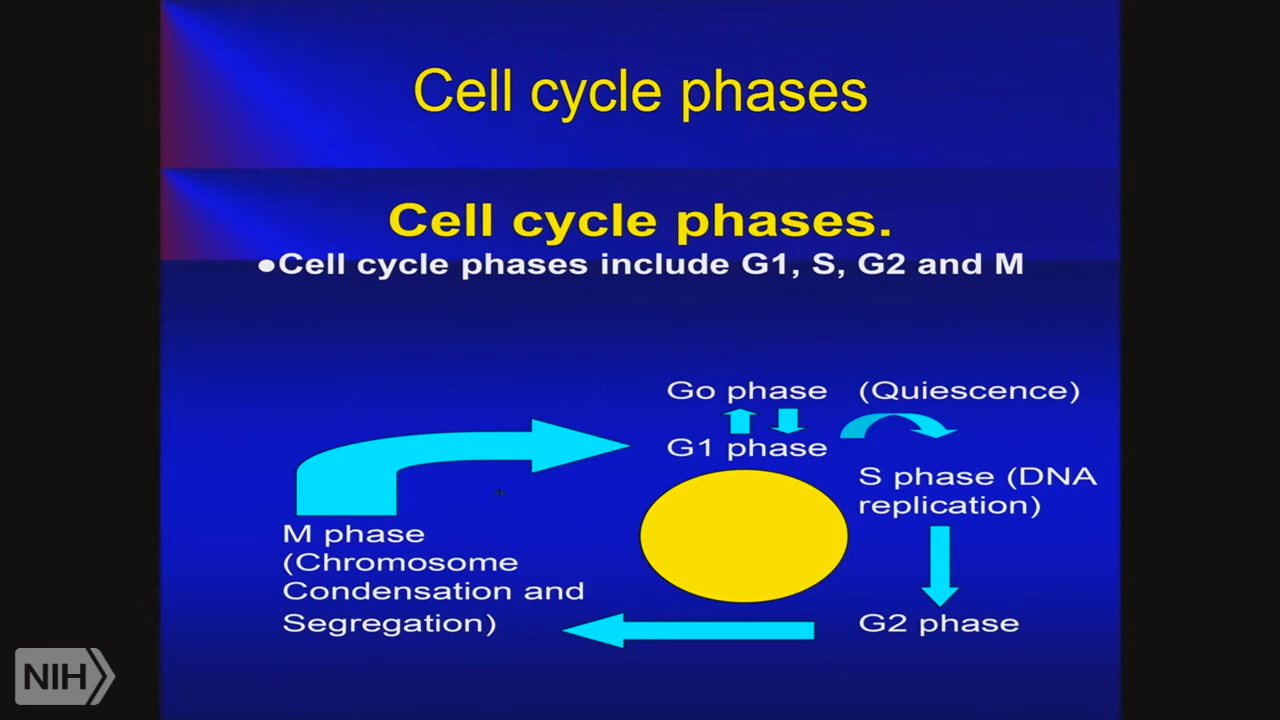 Cell cycle phases
Cell cycle phases.
●Cell cycle phases include G1, S, G2 and M
Go phase (Quiescence)
G1 phase
S phase (DNA
replication)
M phase
(Chromosome
Condensation and
Segregation)
G2 phase
NIH